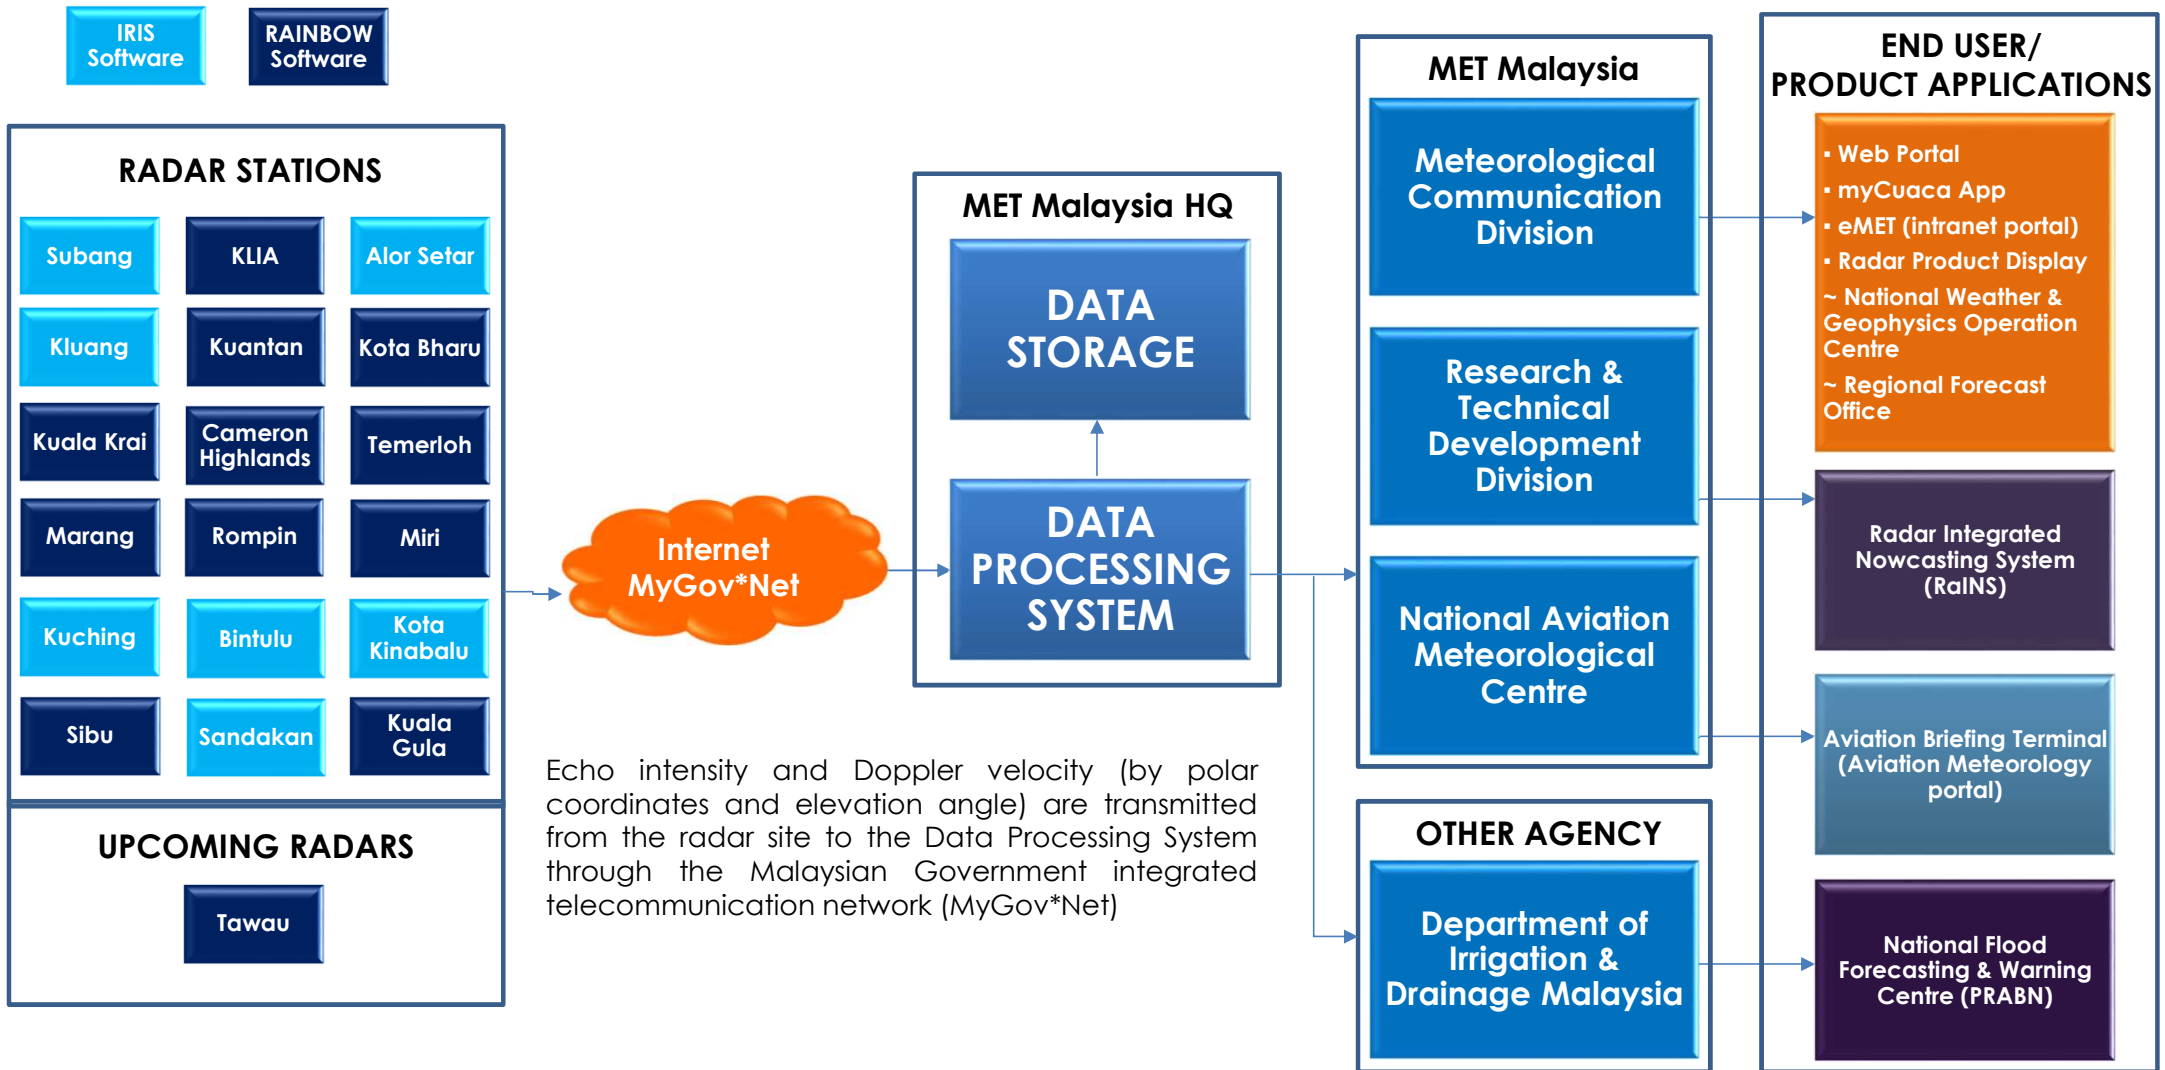 IRIS
Software
RAINBOW
Software
RADAR STATIONS
Subang
KLIA
Alor Setar
Kluang
Kuantan
Kota Bharu
Kuala Krai
Cameron
Highlands
Temerloh
Marang
Rompin
Miri
Kuching
Bintulu
Kota
Kinabalu
Sibu
Sandakan
Kuala
Gula
UPCOMING RADARS
Tawau
Internet
MyGov*Net
MET Malaysia HQ
DATA
STORAGE
DATA
PROCESSING
SYSTEM
Echo intensity and Doppler velocity (by polar
coordinates and elevation angle) are transmitted
from the radar site to the Data Processing System
through the Malaysian Government integrated
telecommunication network (MyGov*Net)
MET Malaysia
Meteorological
Communication
Division
Research &
Technical
Development
Division
National Aviation
Meteorological
Centre
OTHER AGENCY
Department of
Irrigation &
Drainage Malaysia
END USER/
PRODUCT APPLICATIONS
▪ Web Portal
▪ myCuaca App
▪ eMET (intranet portal)
▪ Radar Product Display
~ National Weather &
Geophysics Operation
Centre
~ Regional Forecast
Office
Radar Integrated
Nowcasting System
(RaINS)
Aviation Briefing Terminal
(Aviation Meteorology
portal)
National Flood
Forecasting & Warning
Centre (PRABN)